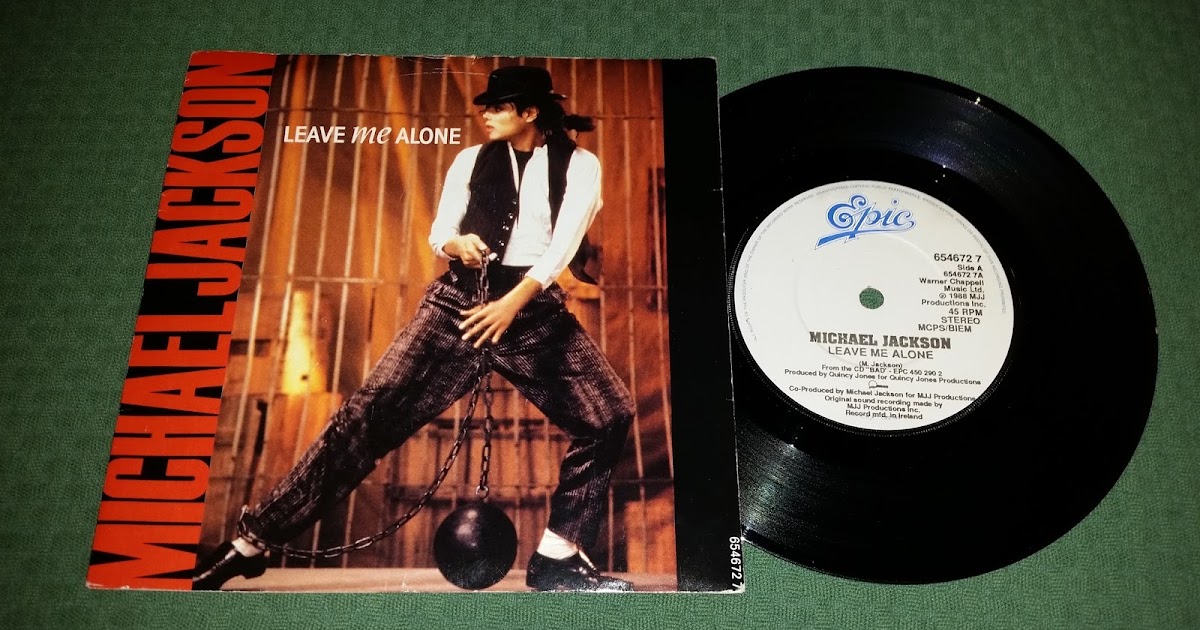 MICHAEL JACKSON
LEAVE me ALONE
654672 7
Epic
654672 7
Side A
654672 7A
Warner Chappell
Music Ltd.
℗ 1988 MJJ
Productions Inc.
45 RPM
STEREO
MCPS/BIEM
MICHAEL JACKSON
LEAVE ME ALONE
(M. Jackson)
From the CD "BAD' - EPC 450 290 2
Produced by Quincy Jones for Quincy Jones Productions
Co-Produced by Michael Jackson for MJJ Productions
Original sound recording made by
MJJ Productions Inc.
Record mfd. in Ireland